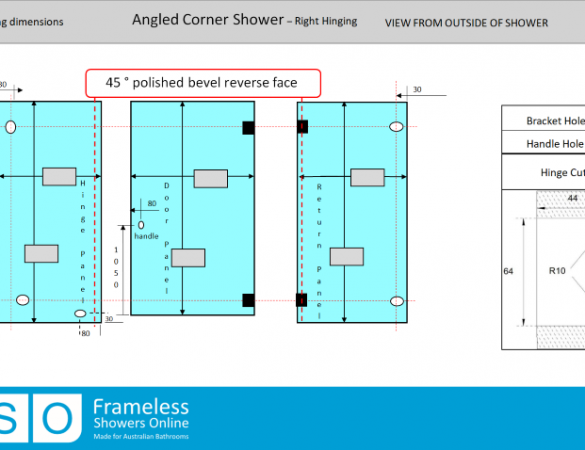 g dimensions
Angled Corner Shower – Right Hinging
VIEW FROM OUTSIDE OF SHOWER
45 ° polished bevel reverse face
30
30
Hinge Panel
80
30
Door Panel
80
handle
1050
Return Panel
Bracket Hole
Handle Hole
Hinge Cut
44
64
R10
SO
Frameless
Showers Online
Made for Australian Bathrooms